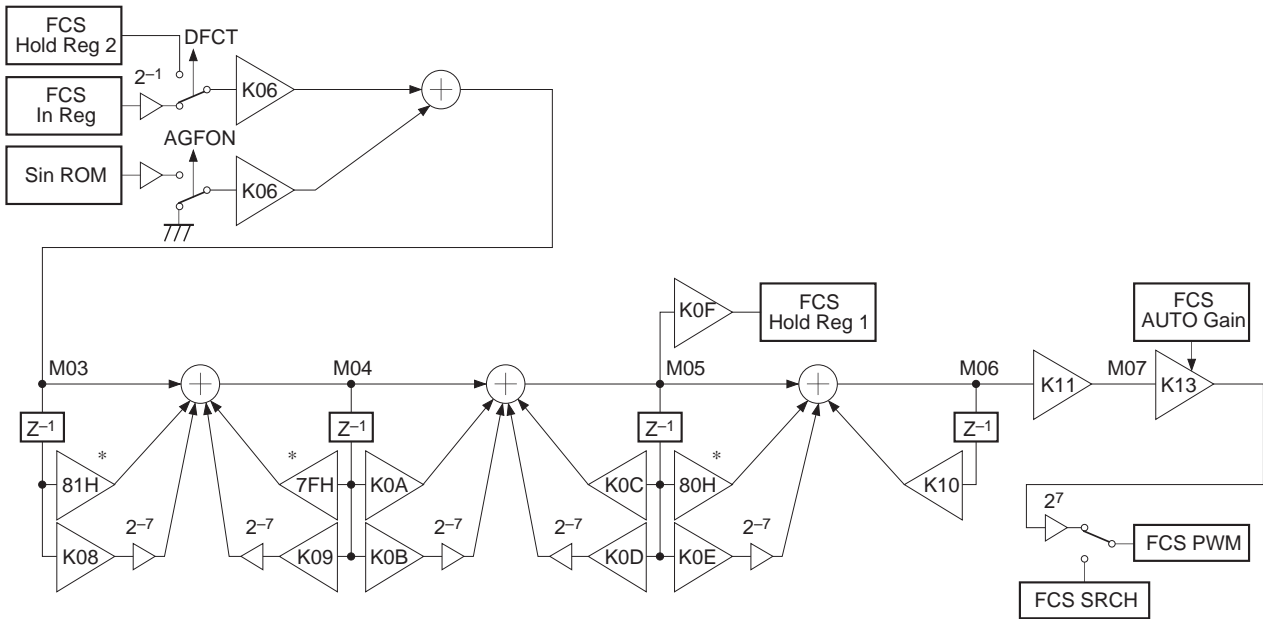 FCS
Hold Reg 2
DFCT
2–1
K06
FCS
In Reg
AGFON
Sin ROM
K06
K0F
FCS
Hold Reg 1
FCS
AUTO Gain
M03
M04
M05
M06
K11
M07
K13
Z–1
Z–1
Z–1
Z–1
81H
*
*
7FH
K0A
K0C
80H
*
K10
K08
2–7
2–7
K09
K0B
2–7
2–7
K0D
K0E
2–7
27
FCS PWM
FCS SRCH